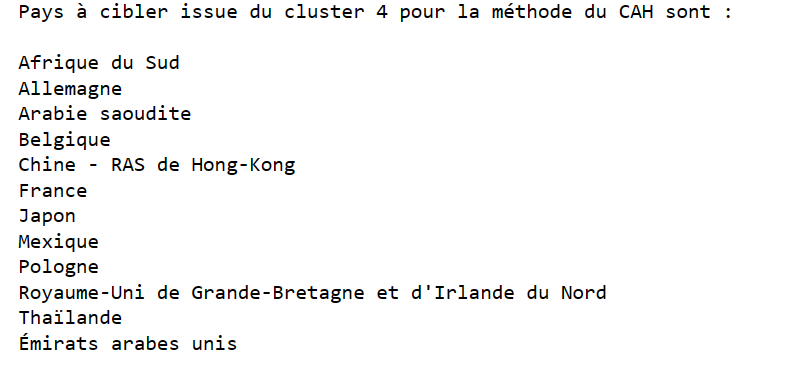 Pays à cibler issue du cluster 4 pour la méthode du CAH sont :
Afrique du Sud
Allemagne
Arabie saoudite
Belgique
Chine - RAS de Hong-Kong
France
Japon
Mexique
Pologne
Royaume-Uni de Grande-Bretagne et d'Irlande du Nord
Thaïlande
Émirats arabes unis